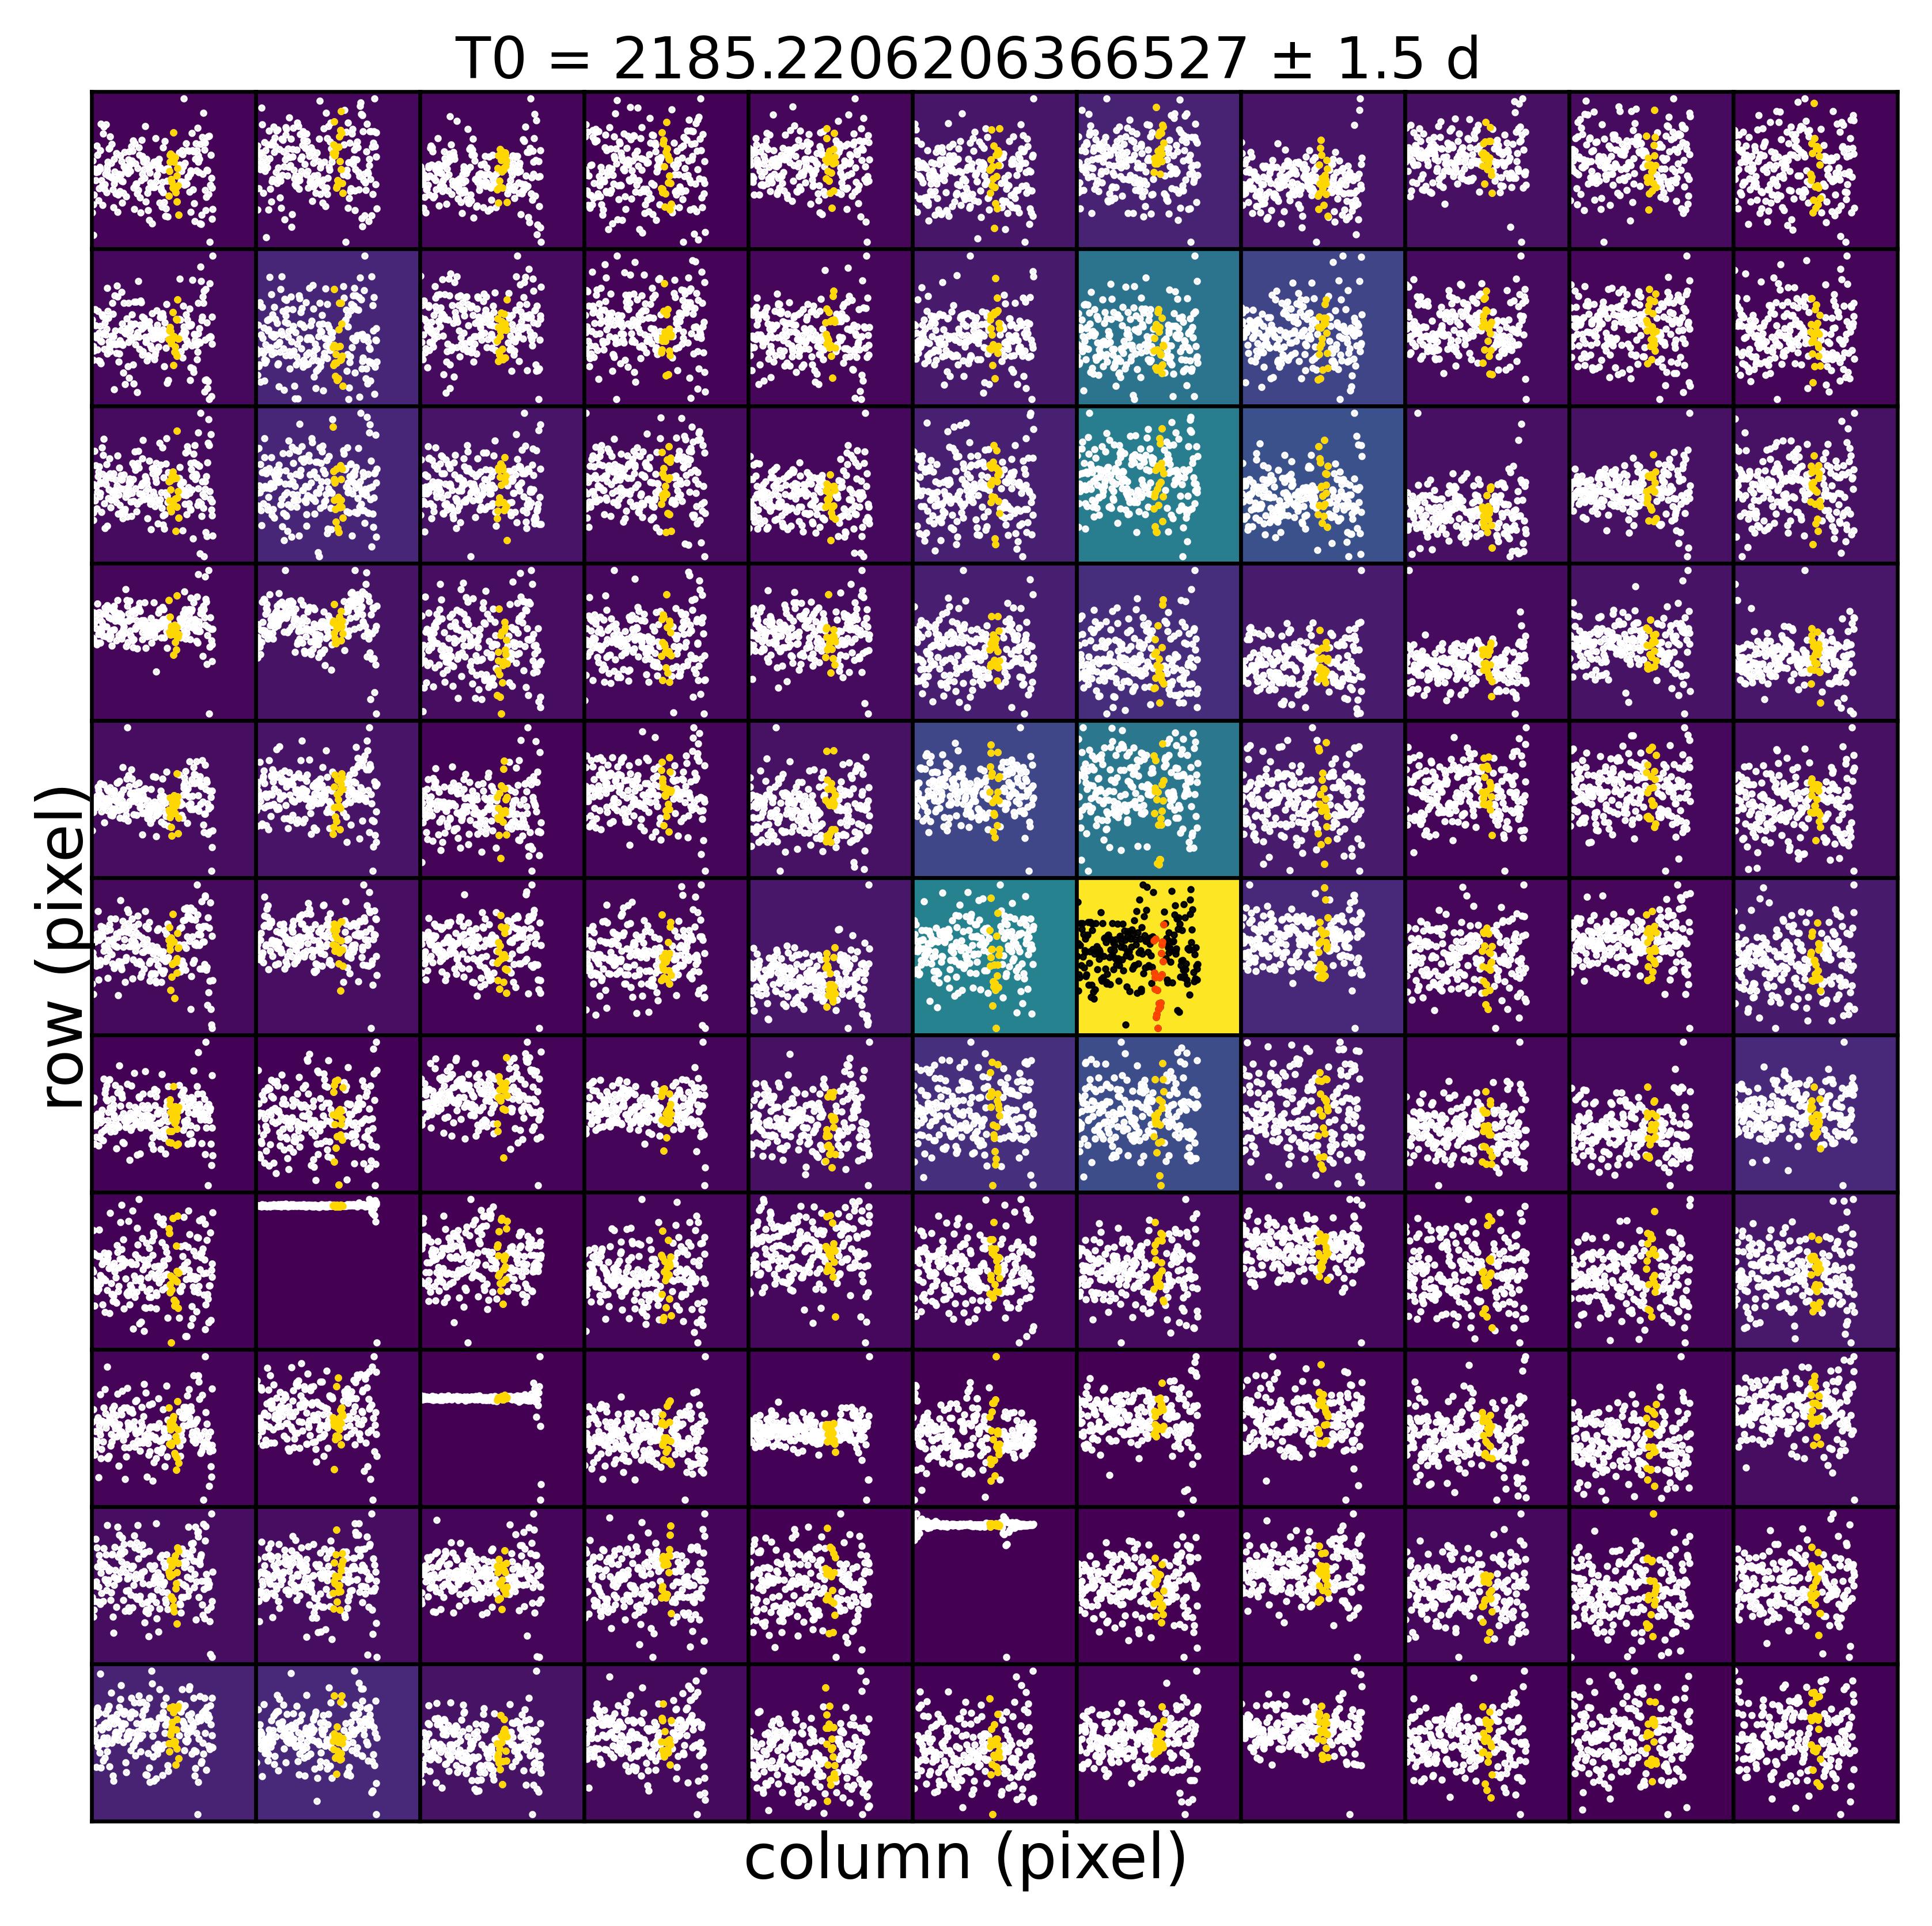 T0 = 2185.2206206366527 ± 1.5 d
row (pixel)
column (pixel)